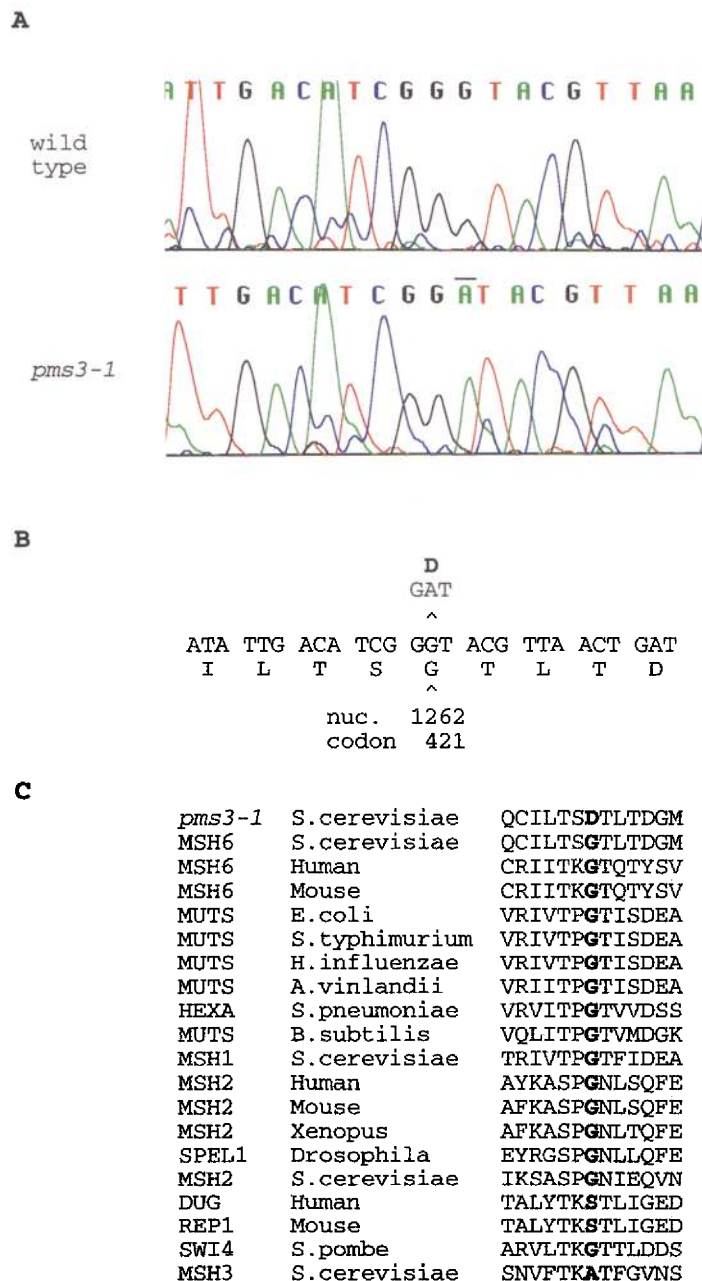 A
A T T G A C A T C G G G T A C G T T A A
wild
type
T T G A C A T C G G A T A C G T T A A
pms3-1
B
D
GAT
^
ATA TTG ACA TCG GGT ACG TTA ACT GAT
I L T S G T L T D
^
nuc. 1262
codon 421
C
pms3-1 S.cerevisiae QCILTSDTLTDGM
MSH6 S.cerevisiae QCILTSGTLTDGM
MSH6 Human CRIITKGTQTYSV
MSH6 Mouse CRIITKGTQTYSV
MUTS E.coli VRIVTPGTISDEA
MUTS S.typhimurium VRIVTPGTISDEA
MUTS H.influenzae VRIVTPGTISDEA
MUTS A.vinlandii VRIITPGTISDEA
HEXA S.pneumoniae VRVITPGTVVDSS
MUTS B.subtilis VQLITPGTVMDGK
MSH1 S.cerevisiae TRIVTPGTFIDEA
MSH2 Human AYKASPGNLSQFE
MSH2 Mouse AFKASPGNLSQFE
MSH2 Xenopus AFKASPGNLTQFE
SPEL1 Drosophila EYRGSPGNLLQFE
MSH2 S.cerevisiae IKSASPGNIEQVN
DUG Human TALYTKSTLIGED
REP1 Mouse TALYTKSTLIGED
SWI4 S.pombe ARVLTKGTTLDDS
MSH3 S.cerevisiae SNVFTKATFGVNS